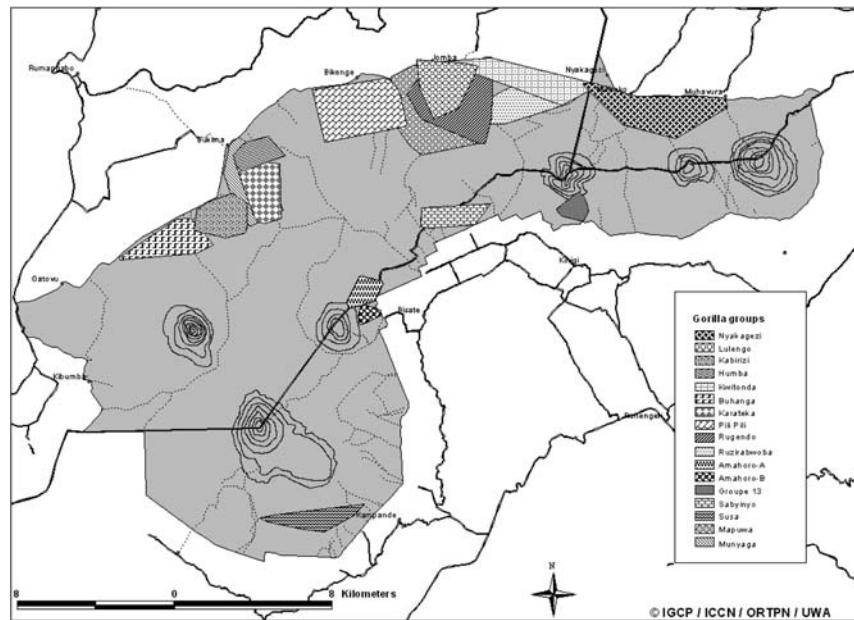 Jomba
Rumangabo
Bikenge
Nyakagezi
Muhavura
Bukima
Gatovu
Kinigi
Bisate
Kibumba
Ruhengeri
Kampande
Gorilla groups
Nyakagezi
Lulengo
Kabirizi
Humba
Kwitonda
Buhanga
Karateka
Pili Pili
Rugendo
Ruzirabwoba
Amahoro-A
Amahoro-B
Groupe 13
Sabyinyo
Susa
Mapuwa
Munyaga
N
8 0 8 Kilometers
© IGCP / ICCN / ORTPN / UWA